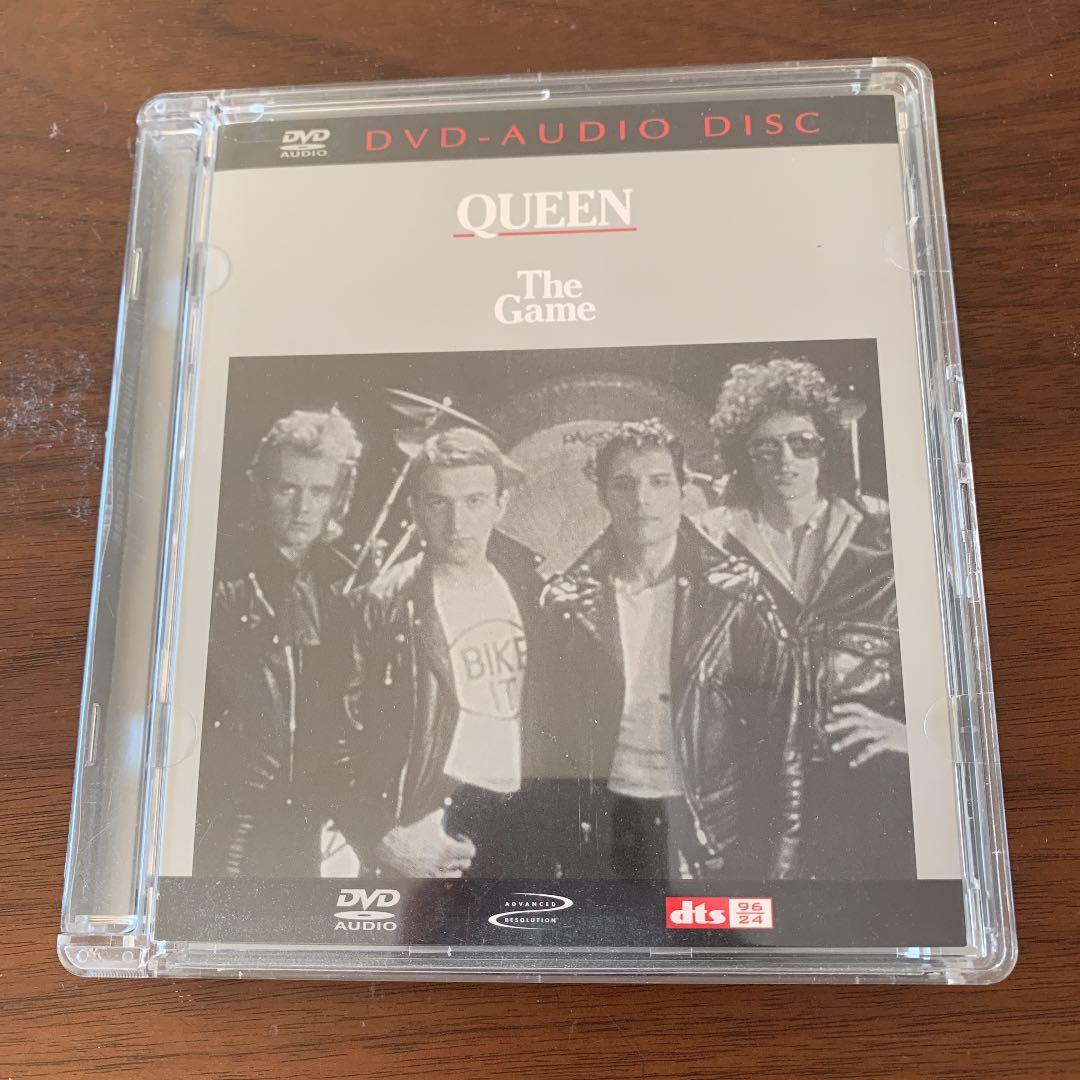 DVD
AUDIO
DVD-AUDIO DISC
QUEEN
The
Game
BIKE
IT
DVD
AUDIO
ADVANCED
RESOLUTION
dts 96
24